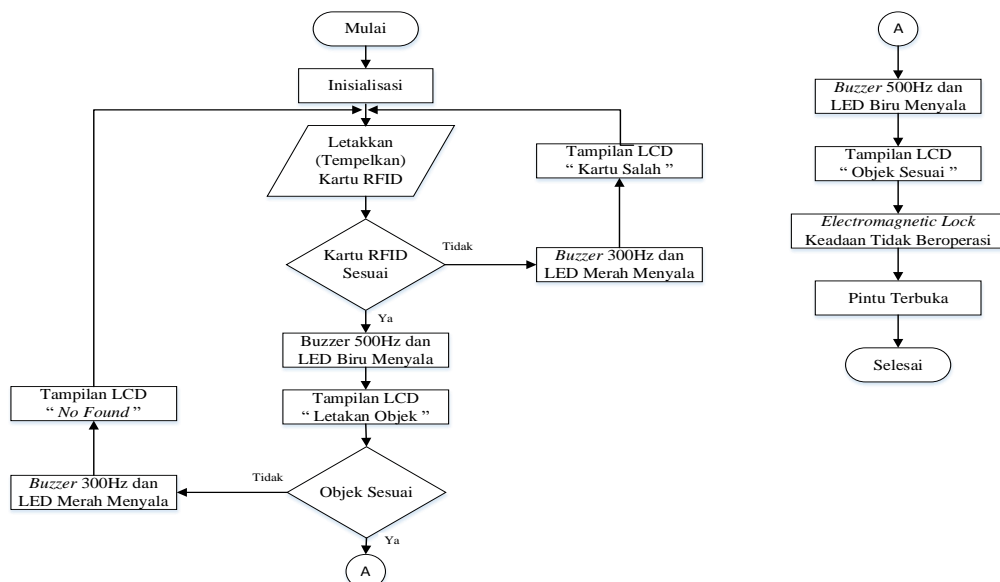 Mulai
Inisialisasi
Letakkan
(Tempelkan)
Kartu RFID
Kartu RFID
Sesuai
Tidak
Buzzer 300Hz dan
LED Merah Menyala
Tampilan LCD
“ Kartu Salah ”
Ya
Buzzer 500Hz dan
LED Biru Menyala
Tampilan LCD
“ Letakan Objek ”
Objek Sesuai
Tidak
Buzzer 300Hz dan
LED Merah Menyala
Tampilan LCD
“ No Found ”
Ya
A
A
Buzzer 500Hz dan
LED Biru Menyala
Tampilan LCD
“ Objek Sesuai ”
Electromagnetic Lock
Keadaan Tidak Beroperasi
Pintu Terbuka
Selesai